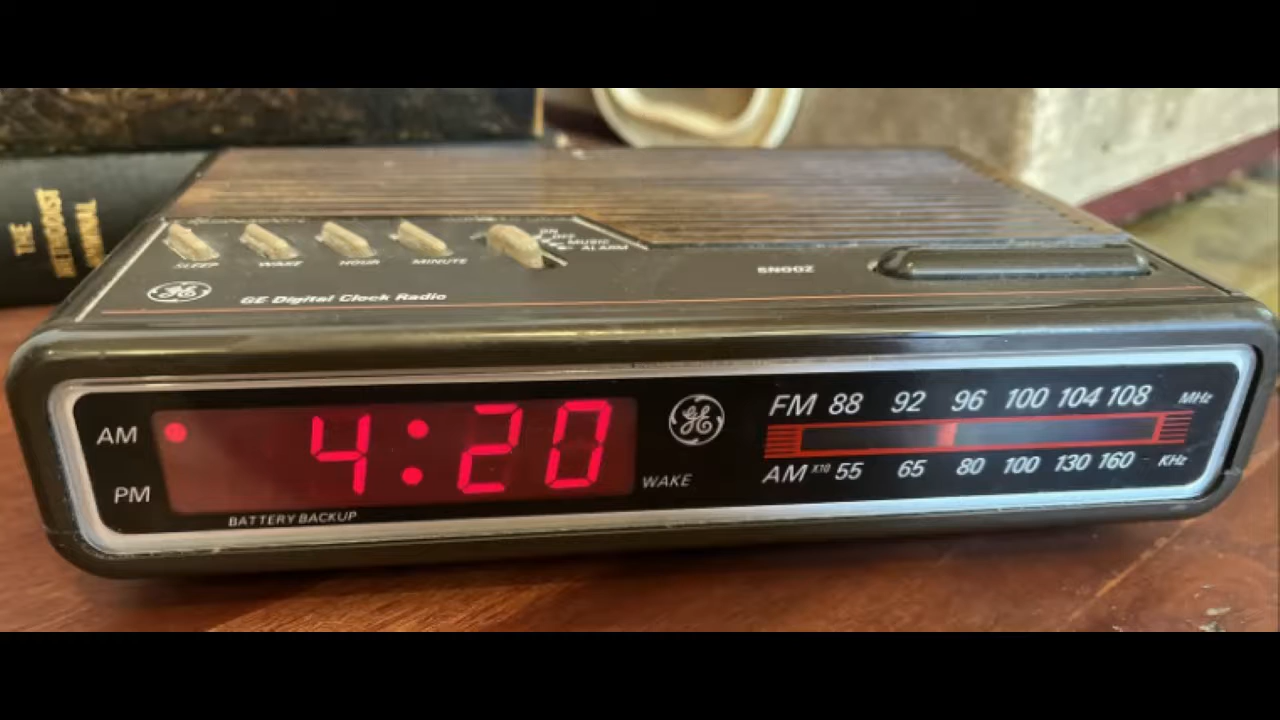 THE
METHODIST
HYMNAL
ON
OFF
MUSIC
ALARM
SLEEP WAKE HOUR MINUTE
SNOOZ
GE GE Digital Clock Radio
FM 88 92 96 100 104 108 MHz
AM
4:20
GE
PM
WAKE
AM X10 55 65 80 100 130 160 KHz
BATTERY BACKUP